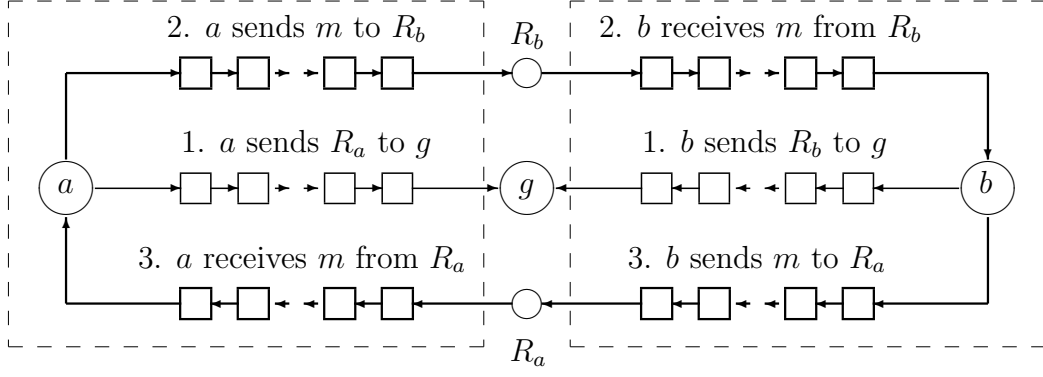 2. a sends m to R_b
R_b
2. b receives m from R_b
1. a sends R_a to g
1. b sends R_b to g
a
g
b
3. a receives m from R_a
3. b sends m to R_a
R_a